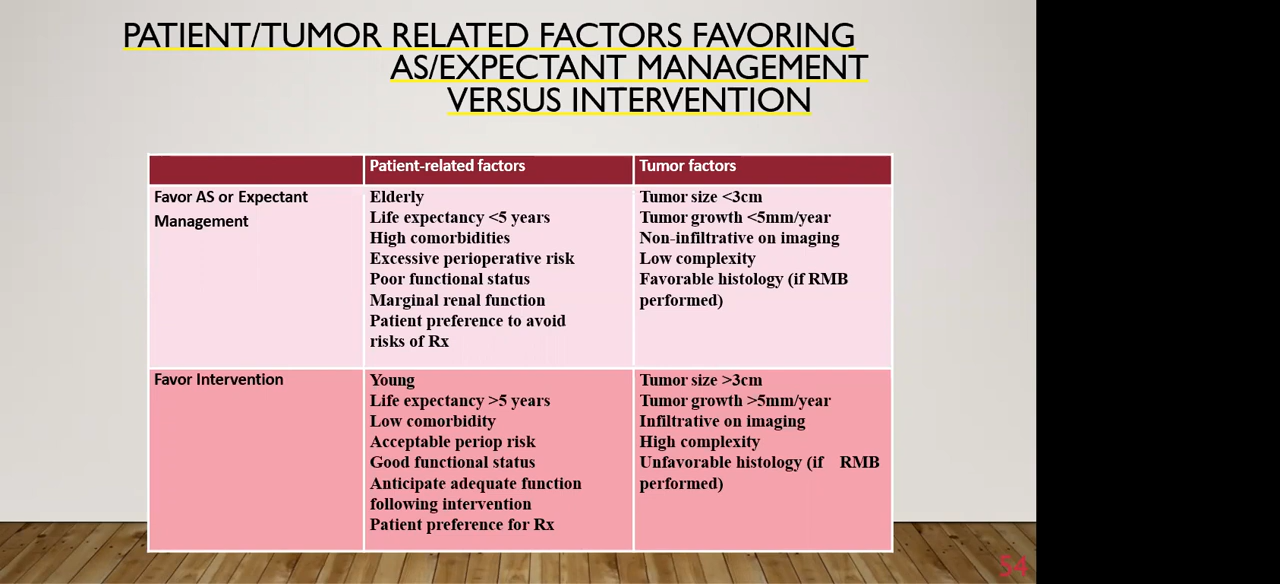 PATIENT/TUMOR RELATED FACTORS FAVORING
AS/EXPECTANT MANAGEMENT
VERSUS INTERVENTION
Patient-related factors
Tumor factors
Favor AS or Expectant
Management
Elderly
Life expectancy <5 years
High comorbidities
Excessive perioperative risk
Poor functional status
Marginal renal function
Patient preference to avoid
risks of Rx
Tumor size <3cm
Tumor growth <5mm/year
Non-infiltrative on imaging
Low complexity
Favorable histology (if RMB
performed)
Favor Intervention
Young
Life expectancy >5 years
Low comorbidity
Acceptable periop risk
Good functional status
Anticipate adequate function
following intervention
Patient preference for Rx
Tumor size >3cm
Tumor growth >5mm/year
Infiltrative on imaging
High complexity
Unfavorable histology (if RMB
performed)
54